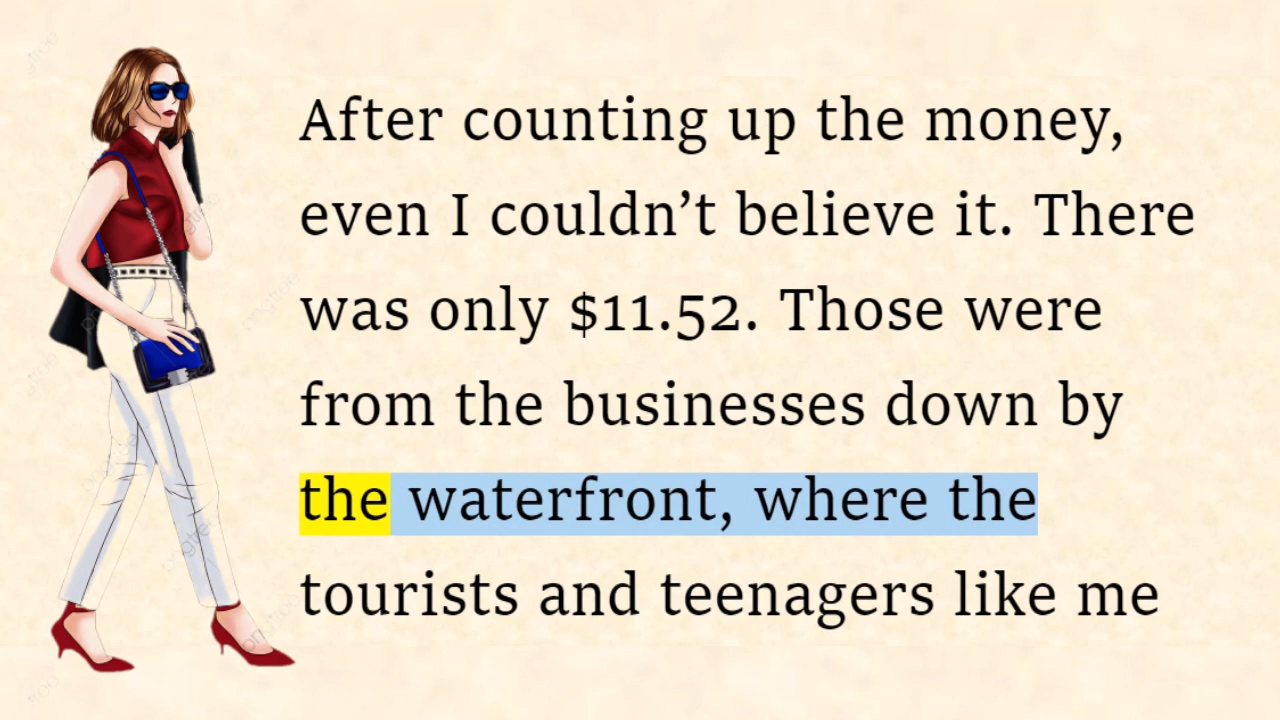 After counting up the money,
even I couldn’t believe it. There
was only $11.52. Those were
from the businesses down by
the waterfront, where the
tourists and teenagers like me